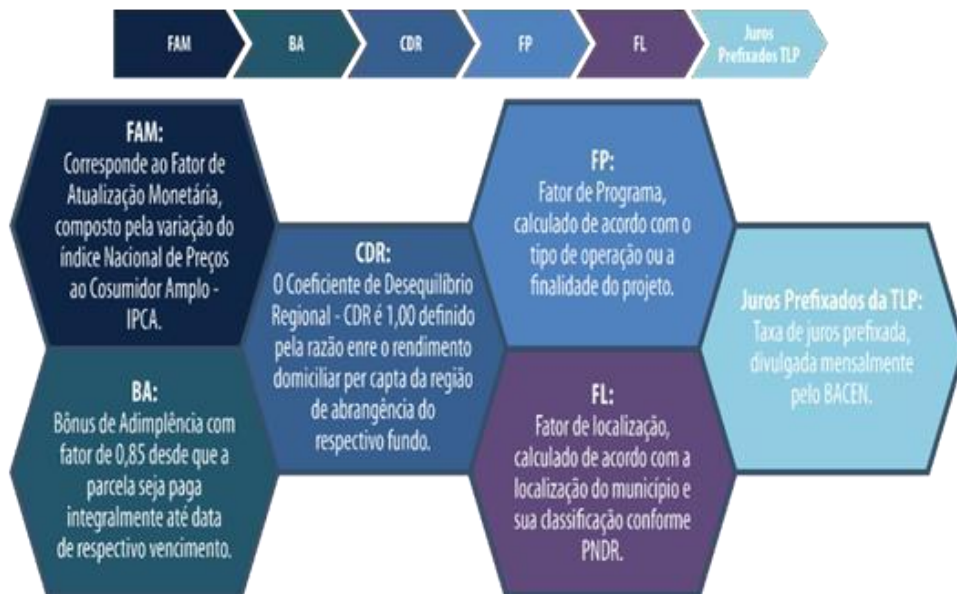 FAM
BA
CDR
FP
FL
Juros
Prefixados TLP
FAM:
Corresponde ao Fator de
Atualização Monetária,
composto pela variação do
índice Nacional de Preços
ao Cosumidor Amplo -
IPCA.
BA:
Bônus de Adimplência com
fator de 0,85 desde que a
parcela seja paga
integralmente até data
de respectivo vencimento.
CDR:
O Coeficiente de Desequilíbrio
Regional - CDR é 1,00 definido
pela razão enre o rendimento
domiciliar per capta da região
de abrangência do
respectivo fundo.
FP:
Fator de Programa,
calculado de acordo com o
tipo de operação ou a
finalidade do projeto.
FL:
Fator de localização,
calculado de acordo com a
localização do município e
sua classificação conforme
PNDR.
Juros Prefixados da TLP:
Taxa de juros prefixada,
divulgada mensalmente
pelo BACEN.